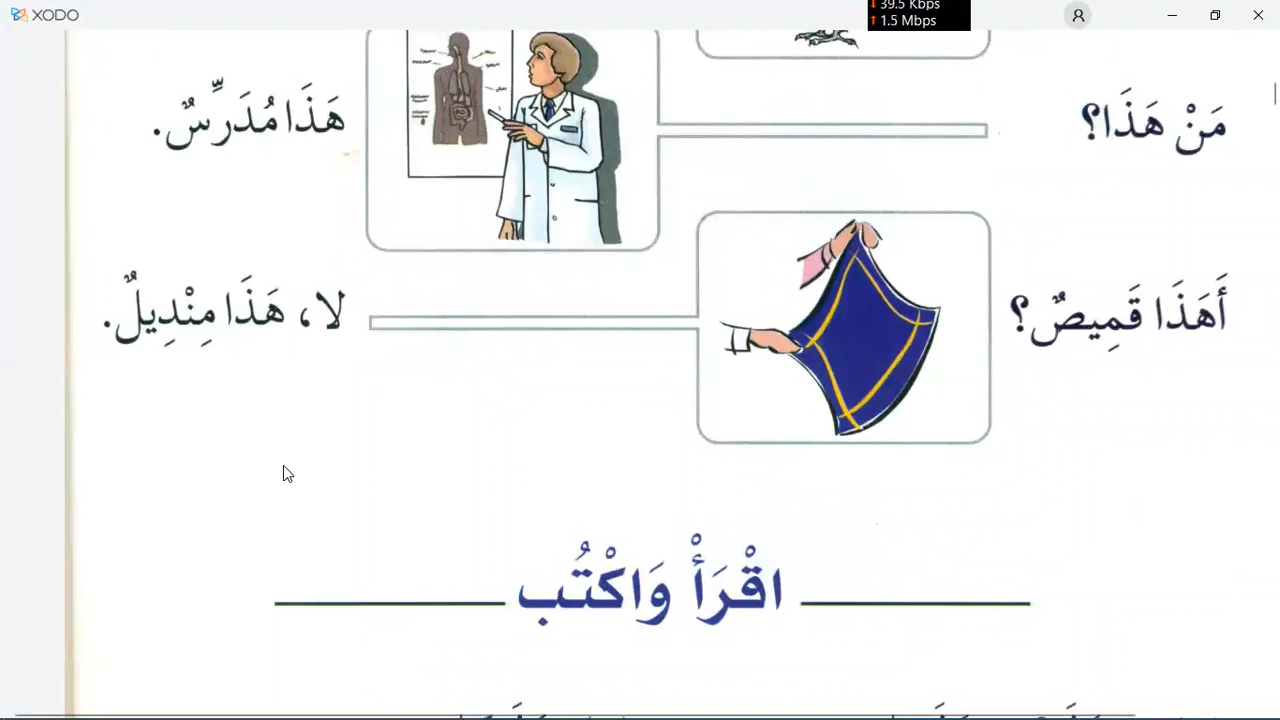 XODO
39.5 Kbps
1.5 Mbps
مَنْ هَذَا؟
هَذَا مُدَرِّسٌ.
أَهَذَا قَمِيصٌ؟
لا، هَذَا مِنْدِيلٌ.
اقْرَأْ وَاكْتُب